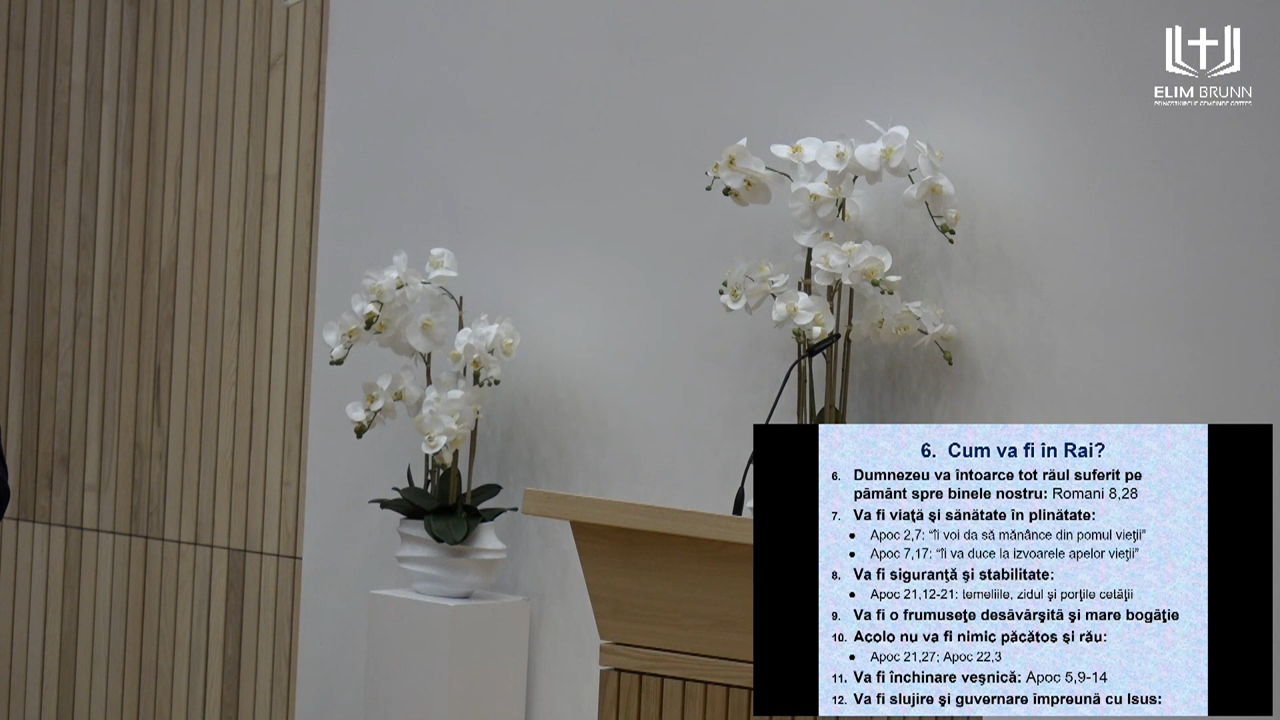 ELIM BRUNN
PFINGSTKIRCHE GEMEINDE GOTTES
6. Cum va fi în Rai?
6. Dumnezeu va întoarce tot răul suferit pe
pământ spre binele nostru: Romani 8,28
7. Va fi viaţă şi sănătate în plinătate:
● Apoc 2,7: “îi voi da să mănânce din pomul vieţii”
● Apoc 7,17: “îi va duce la izvoarele apelor vieţii”
8. Va fi siguranţă şi stabilitate:
● Apoc 21,12-21: temeliile, zidul şi porţile cetăţii
9. Va fi o frumuseţe desăvârşită şi mare bogăţie
10. Acolo nu va fi nimic păcătos şi rău:
● Apoc 21,27; Apoc 22,3
11. Va fi închinare veşnică: Apoc 5,9-14
12. Va fi slujire şi guvernare împreună cu Isus: